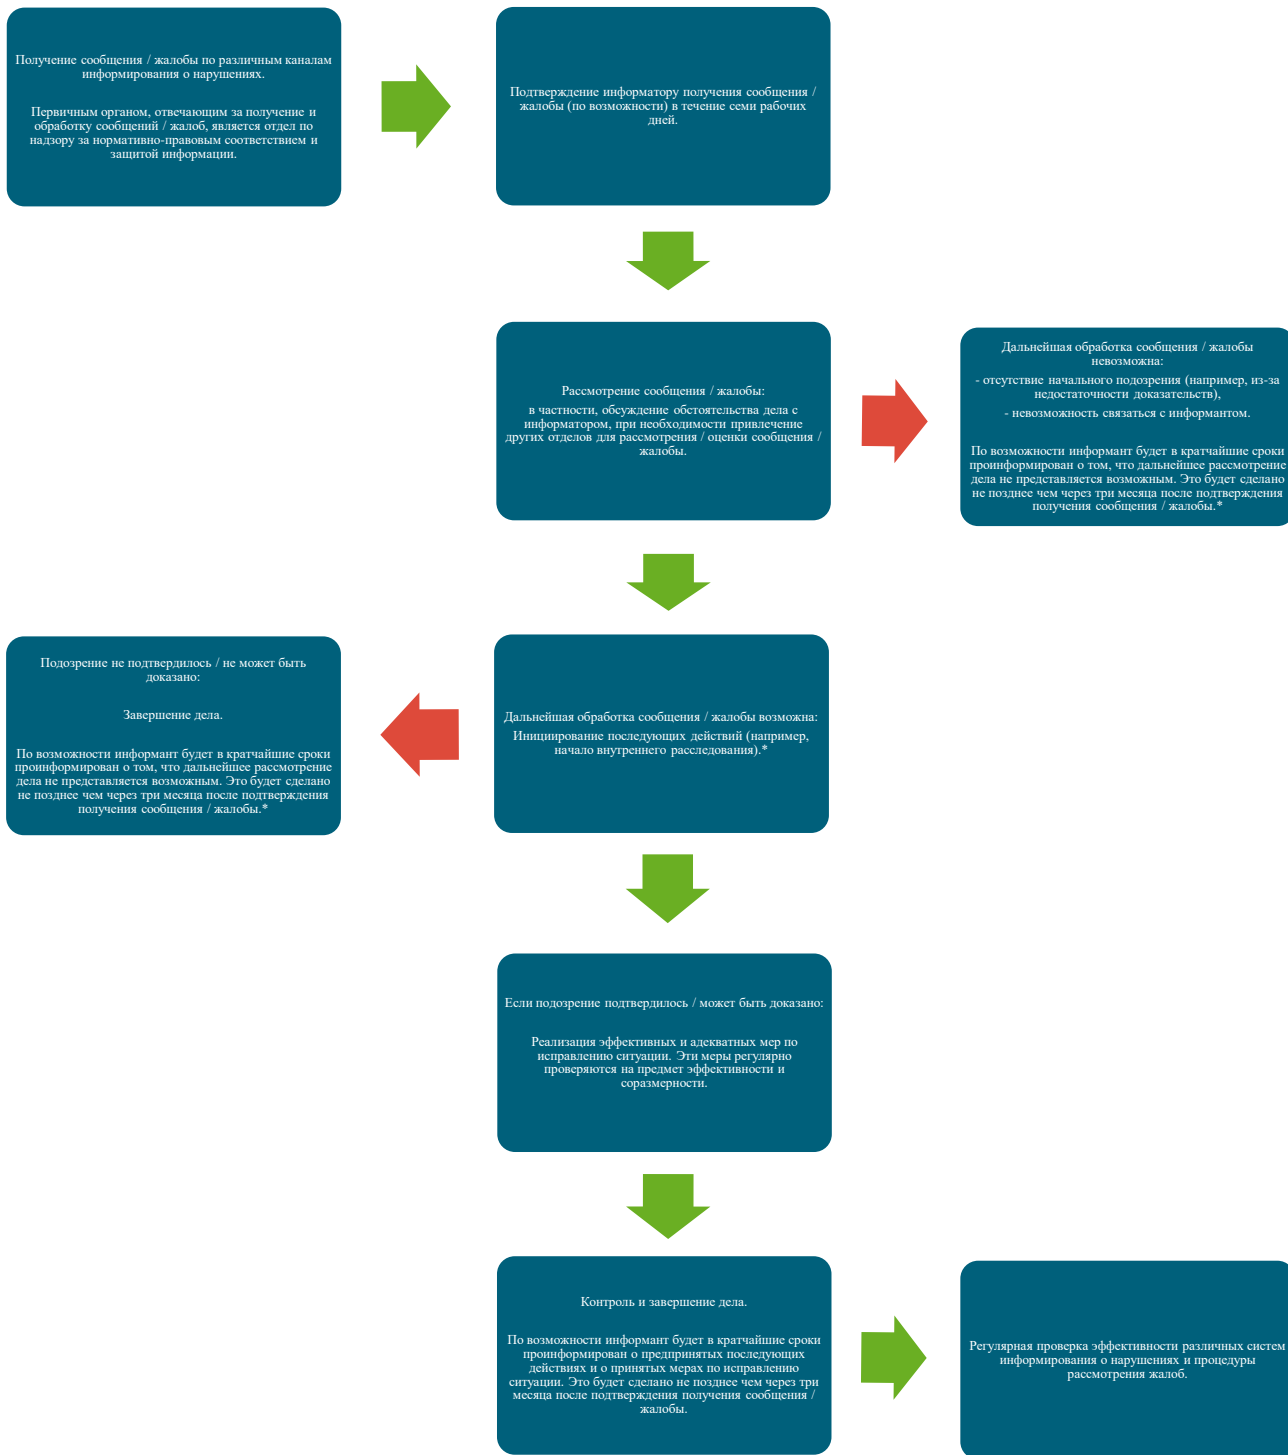 Получение сообщения / жалобы по различным каналам
информирования о нарушениях.
Первичным органом, отвечающим за получение и
обработку сообщений / жалоб, является отдел по
надзору за нормативно-правовым соответствием и
защитой информации.
Подтверждение информатору получения сообщения /
жалобы (по возможности) в течение семи рабочих
дней.
Рассмотрение сообщения / жалобы:
в частности, обсуждение обстоятельства дела с
информатором, при необходимости привлечение
других отделов для рассмотрения / оценки сообщения /
жалобы.
Дальнейшая обработка сообщения / жалобы
невозможна:
- отсутствие начального подозрения (например, из-за
недостаточности доказательств),
- невозможность связаться с информантом.
По возможности информант будет в кратчайшие сроки
проинформирован о том, что дальнейшее рассмотрение
дела не представляется возможным. Это будет сделано
не позднее чем через три месяца после подтверждения
получения сообщения / жалобы.*
Подозрение не подтвердилось / не может быть
доказано:
Завершение дела.
По возможности информант будет в кратчайшие сроки
проинформирован о том, что дальнейшее рассмотрение
дела не представляется возможным. Это будет сделано
не позднее чем через три месяца после подтверждения
получения сообщения / жалобы.*
Дальнейшая обработка сообщения / жалобы возможна:
Инициирование последующих действий (например,
начало внутреннего расследования).*
Если подозрение подтвердилось / может быть доказано:
Реализация эффективных и адекватных мер по
исправлению ситуации. Эти меры регулярно
проверяются на предмет эффективности и
соразмерности.
Контроль и завершение дела.
По возможности информант будет в кратчайшие сроки
проинформирован о предпринятых последующих
действиях и о принятых мерах по исправлению
ситуации. Это будет сделано не позднее чем через три
месяца после подтверждения получения сообщения /
жалобы.
Регулярная проверка эффективности различных систем
информирования о нарушениях и процедуры
рассмотрения жалоб.